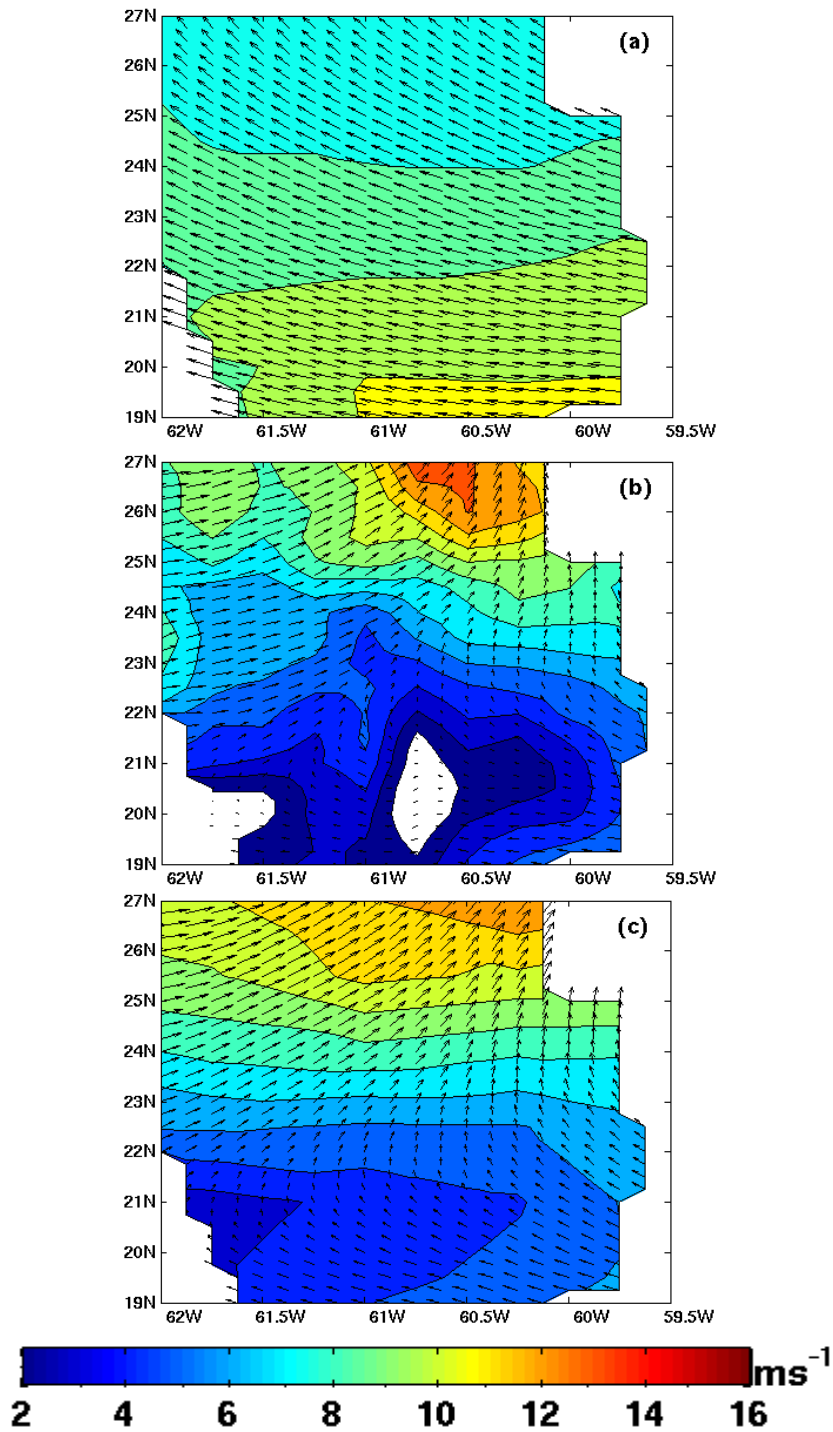 27N
(a)
26N
25N
24N
23N
22N
21N
20N
19N
62W 61.5W 61W 60.5W 60W 59.5W
27N
(b)
26N
25N
24N
23N
22N
21N
20N
19N
62W 61.5W 61W 60.5W 60W 59.5W
27N
(c)
26N
25N
24N
23N
22N
21N
20N
19N
62W 61.5W 61W 60.5W 60W 59.5W
ms⁻¹
2 4 6 8 10 12 14 16